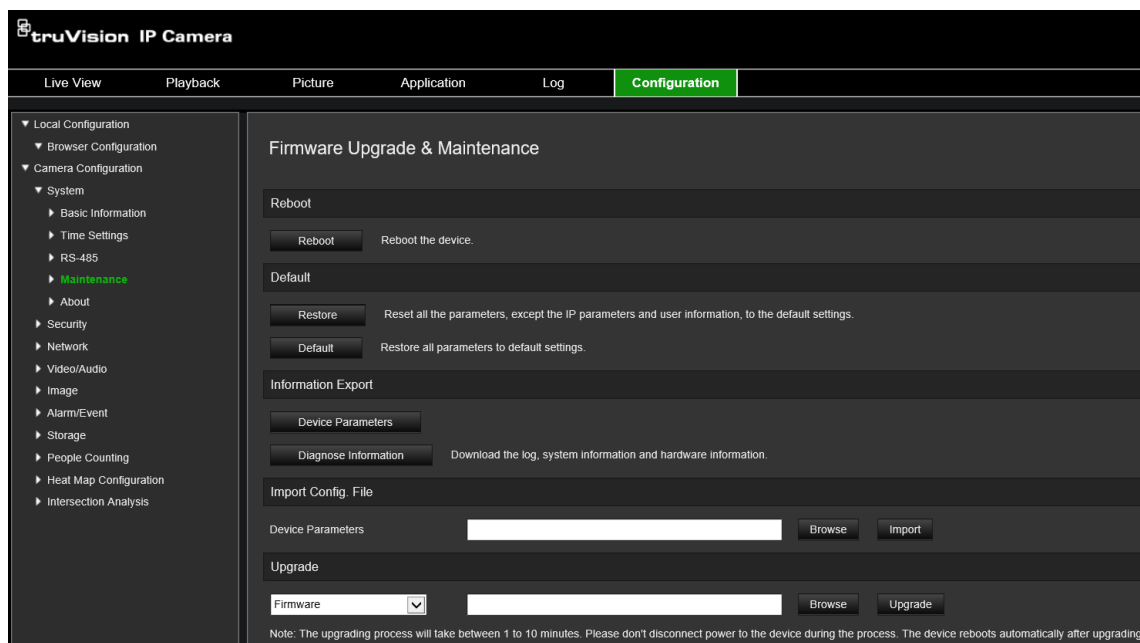 truVision IP Camera
Live View Playback Picture Application Log Configuration
Local Configuration
Browser Configuration
Camera Configuration
System
Basic Information
Time Settings
RS-485
Maintenance
About
Security
Network
Video/Audio
Image
Alarm/Event
Storage
People Counting
Heat Map Configuration
Intersection Analysis
Firmware Upgrade & Maintenance
Reboot
Reboot Reboot the device.
Default
Restore Reset all the parameters, except the IP parameters and user information, to the default settings.
Default Restore all parameters to default settings.
Information Export
Device Parameters
Diagnose Information Download the log, system information and hardware information.
Import Config. File
Device Parameters Browse Import
Upgrade
Firmware Browse Upgrade
Note: The upgrading process will take between 1 to 10 minutes. Please don't disconnect power to the device during the process. The device reboots automatically after upgrading